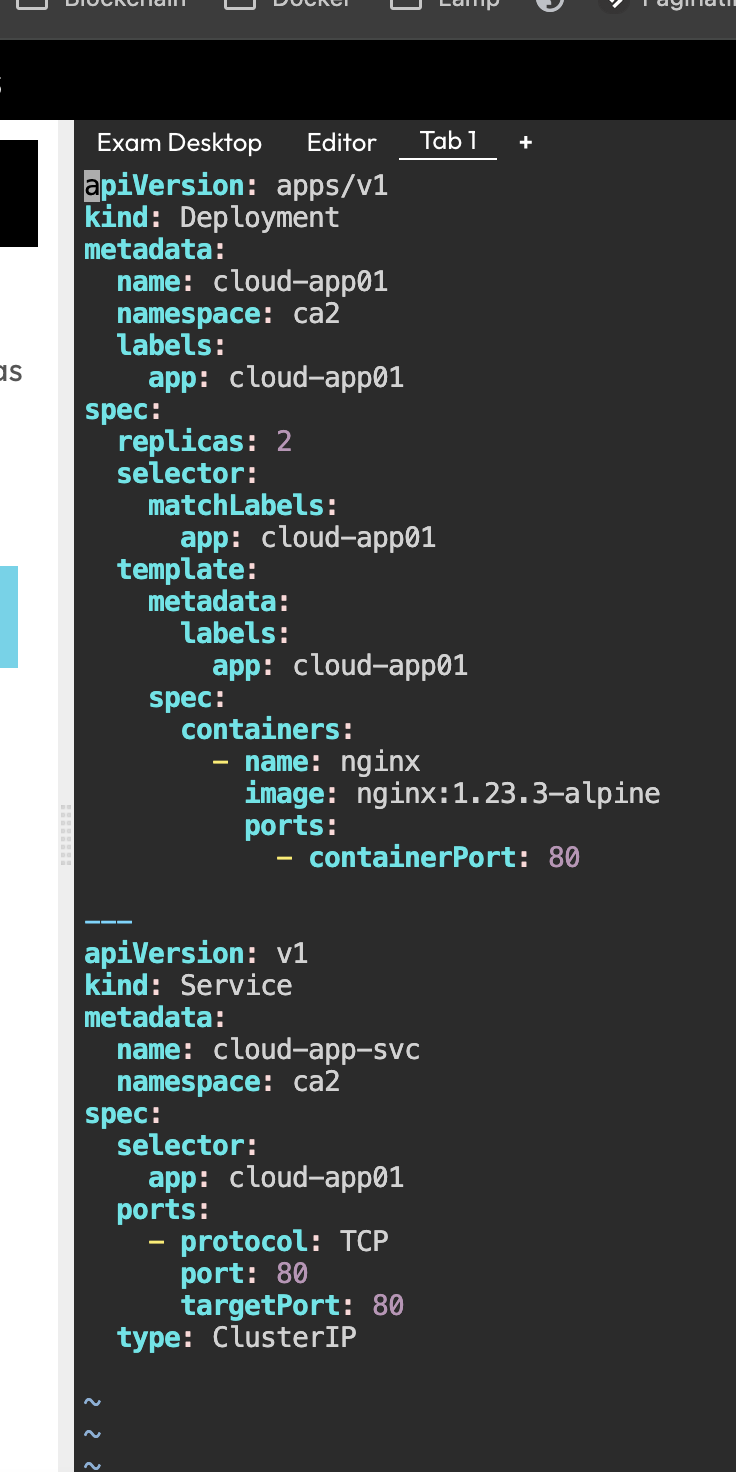 Blockchain Docker Lamp
s
Exam Desktop Editor Tab 1 +
apiVersion: apps/v1
kind: Deployment
metadata:
  name: cloud-app01
  namespace: ca2
  labels:
as
    app: cloud-app01
spec:
  replicas: 2
  selector:
    matchLabels:
      app: cloud-app01
  template:
    metadata:
      labels:
        app: cloud-app01
    spec:
      containers:
        - name: nginx
          image: nginx:1.23.3-alpine
          ports:
            - containerPort: 80
---
apiVersion: v1
kind: Service
metadata:
  name: cloud-app-svc
  namespace: ca2
spec:
  selector:
    app: cloud-app01
  ports:
    - protocol: TCP
      port: 80
      targetPort: 80
  type: ClusterIP
~
~
~